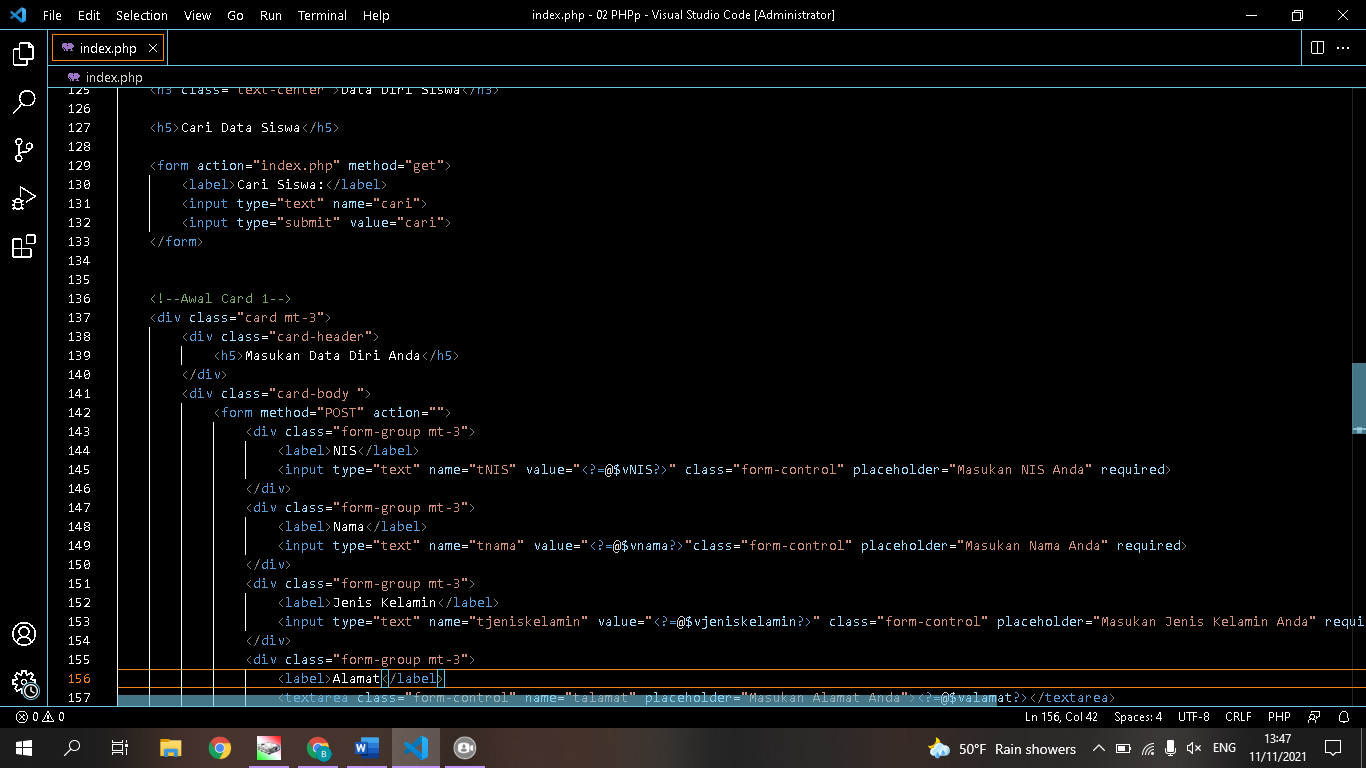 File Edit Selection View Go Run Terminal Help index.php - 02 PHPp - Visual Studio Code [Administrator]
index.php
index.php
125 <h3 class="text-center">Data Diri Siswa</h3>
126
127 <h5>Cari Data Siswa</h5>
128
129 <form action="index.php" method="get">
130 <label>Cari Siswa:</label>
131 <input type="text" name="cari">
132 <input type="submit" value="cari">
133 </form>
134
135
136 <!--Awal Card 1-->
137 <div class="card mt-3">
138 <div class="card-header">
139 <h5>Masukan Data Diri Anda</h5>
140 </div>
141 <div class="card-body ">
142 <form method="POST" action="">
143 <div class="form-group mt-3">
144 <label>NIS</label>
145 <input type="text" name="tNIS" value="<?=@$vNIS?>" class="form-control" placeholder="Masukan NIS Anda" required>
146 </div>
147 <div class="form-group mt-3">
148 <label>Nama</label>
149 <input type="text" name="tnama" value="<?=@$vnama?>"class="form-control" placeholder="Masukan Nama Anda" required>
150 </div>
151 <div class="form-group mt-3">
152 <label>Jenis Kelamin</label>
153 <input type="text" name="tjeniskelamin" value="<?=@$vjeniskelamin?>" class="form-control" placeholder="Masukan Jenis Kelamin Anda" requi
154 </div>
155 <div class="form-group mt-3">
156 <label>Alamat</label>
157 <textarea class="form-control" name="talamat" placeholder="Masukan Alamat Anda"><?=@$valamat?></textarea>
0 0 Ln 156, Col 42 Spaces: 4 UTF-8 CRLF PHP
50°F Rain showers ENG 13:47
11/11/2021